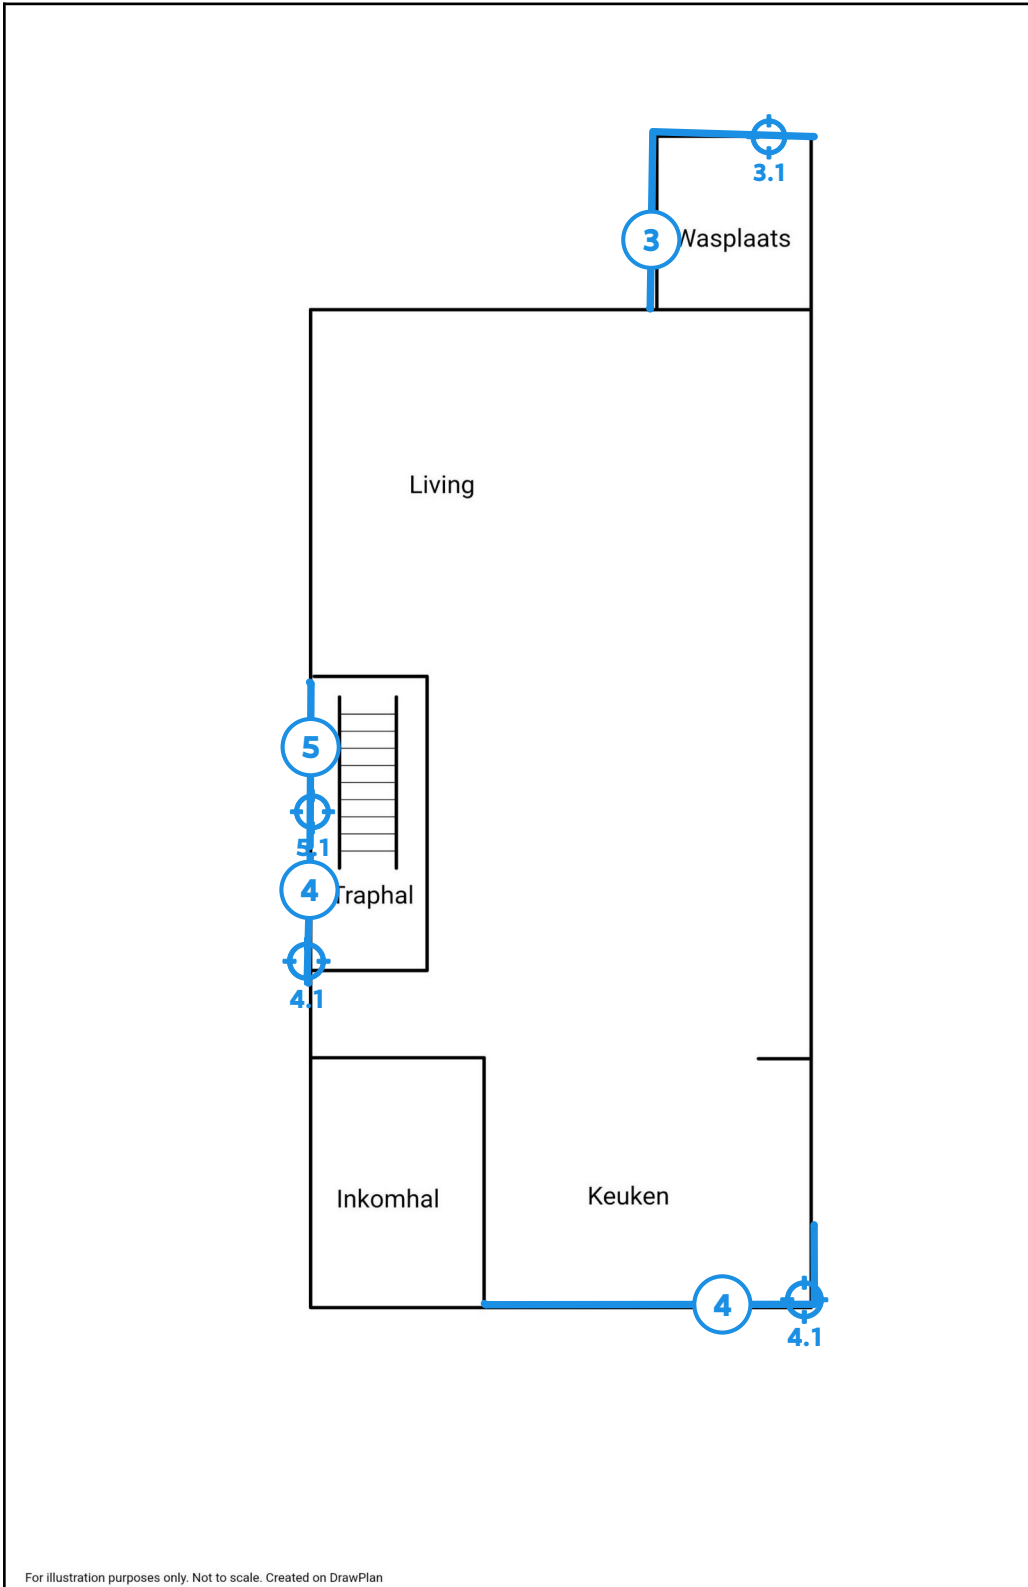 3.1
3
Wasplaats
Living
5
5.1
4
Traphal
4.1
Inkomhal
Keuken
4
4.1
For illustration purposes only. Not to scale. Created on DrawPlan